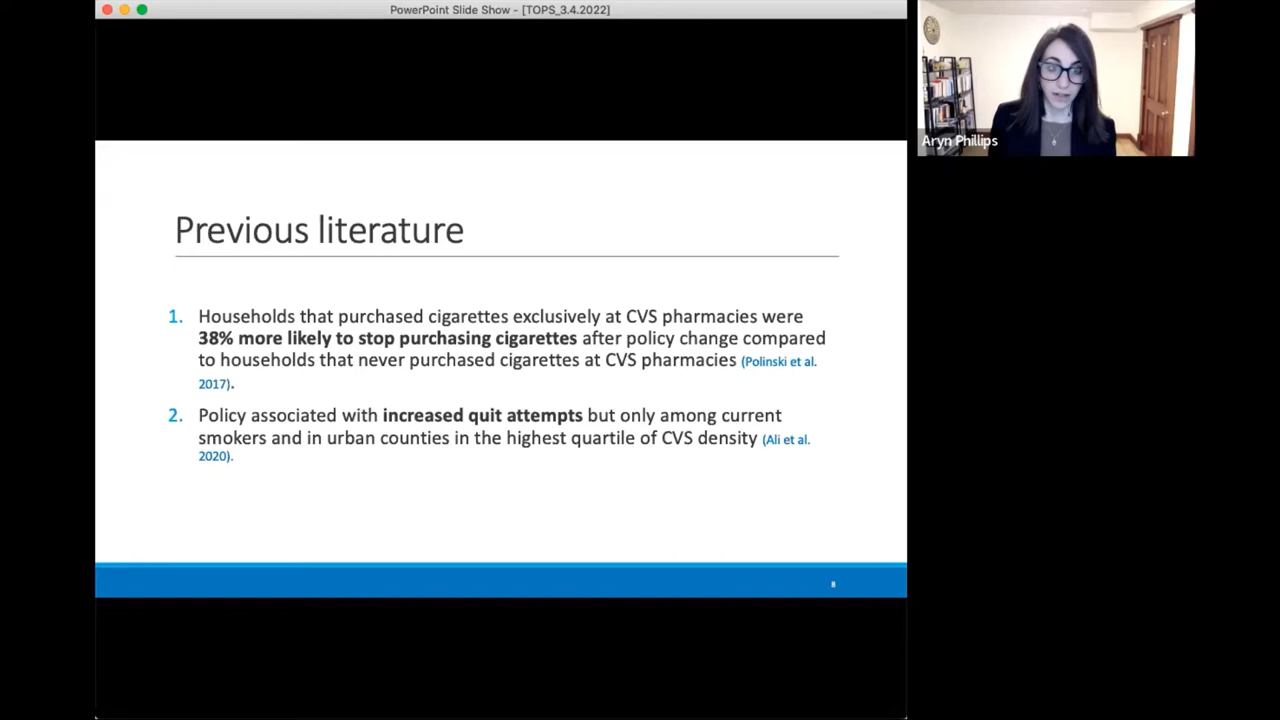 PowerPoint Slide Show - [TOPS_3.4.2022]
Aryn Phillips
Previous literature
1. Households that purchased cigarettes exclusively at CVS pharmacies were
38% more likely to stop purchasing cigarettes after policy change compared
to households that never purchased cigarettes at CVS pharmacies (Polinski et al.
2017).
2. Policy associated with increased quit attempts but only among current
smokers and in urban counties in the highest quartile of CVS density (Ali et al.
2020).
8